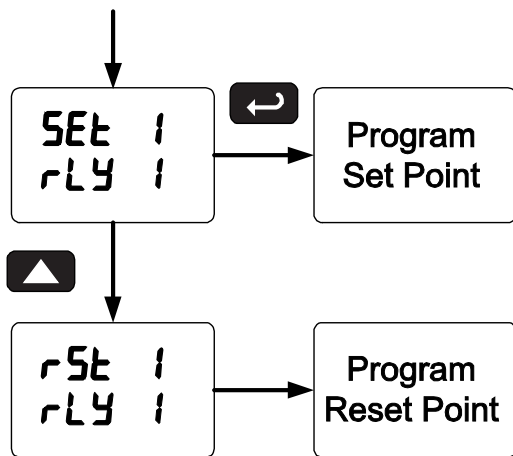 SEt 1
rLY 1
Program
Set Point
rSt 1
rLY 1
Program
Reset Point